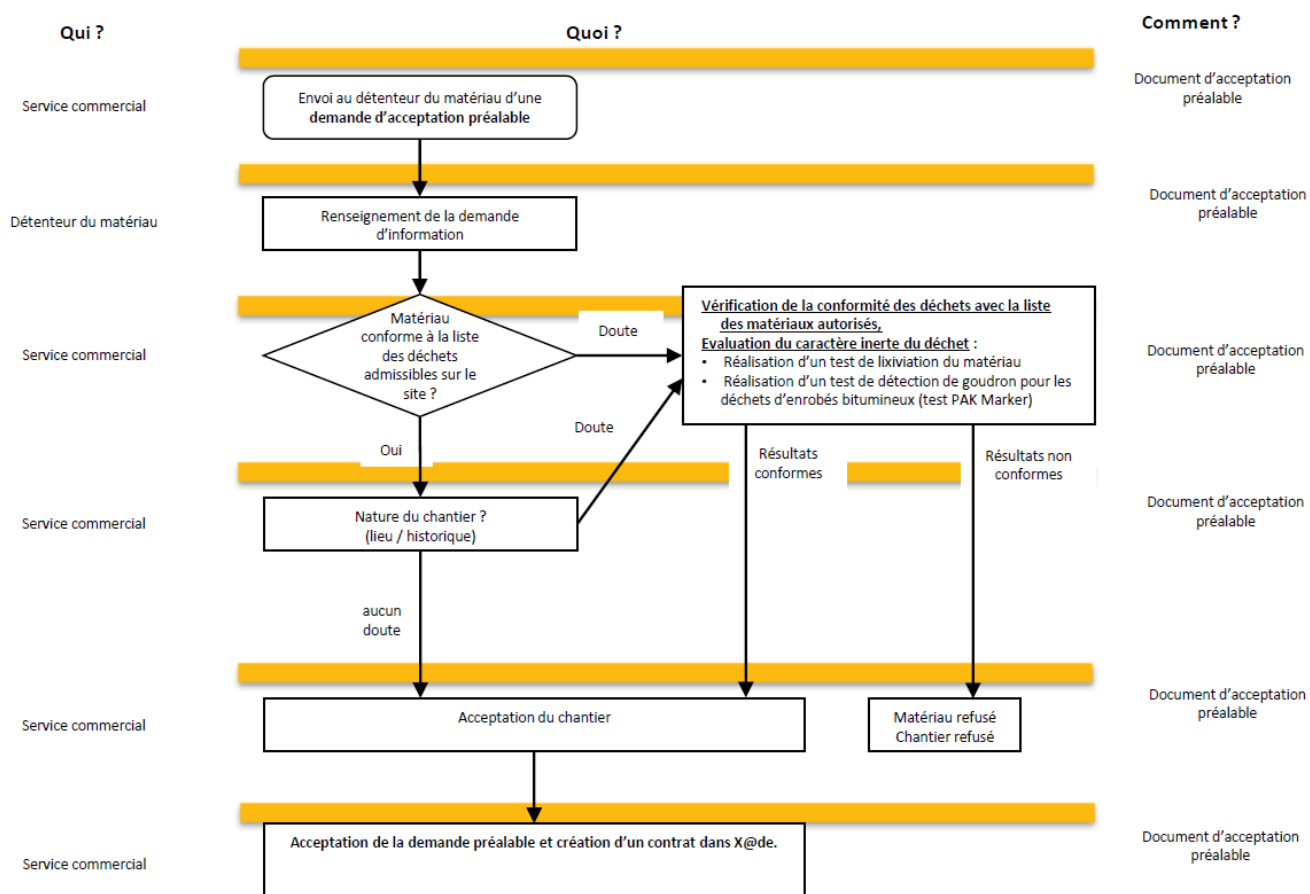 Qui ?
Quoi ?
Comment ?
Service commercial
Envoi au détenteur du matériau d'une
demande d'acceptation préalable
Document d'acceptation
préalable
Détenteur du matériau
Renseignement de la demande
d'information
Document d'acceptation
préalable
Service commercial
Matériau
conforme à la liste
des déchets
admissibles sur le
site ?
Doute
Vérification de la conformité des déchets avec la liste
des matériaux autorisés,
Evaluation du caractère inerte du déchet :
• Réalisation d'un test de lixiviation du matériau
• Réalisation d'un test de détection de goudron pour les
déchets d'enrobés bitumineux (test PAK Marker)
Document d'acceptation
préalable
Oui
Doute
Résultats
conformes
Résultats non
conformes
Service commercial
Nature du chantier ?
(lieu / historique)
Document d'acceptation
préalable
aucun
doute
Service commercial
Acceptation du chantier
Matériau refusé
Chantier refusé
Document d'acceptation
préalable
Service commercial
Acceptation de la demande préalable et création d'un contrat dans X@de.
Document d'acceptation
préalable